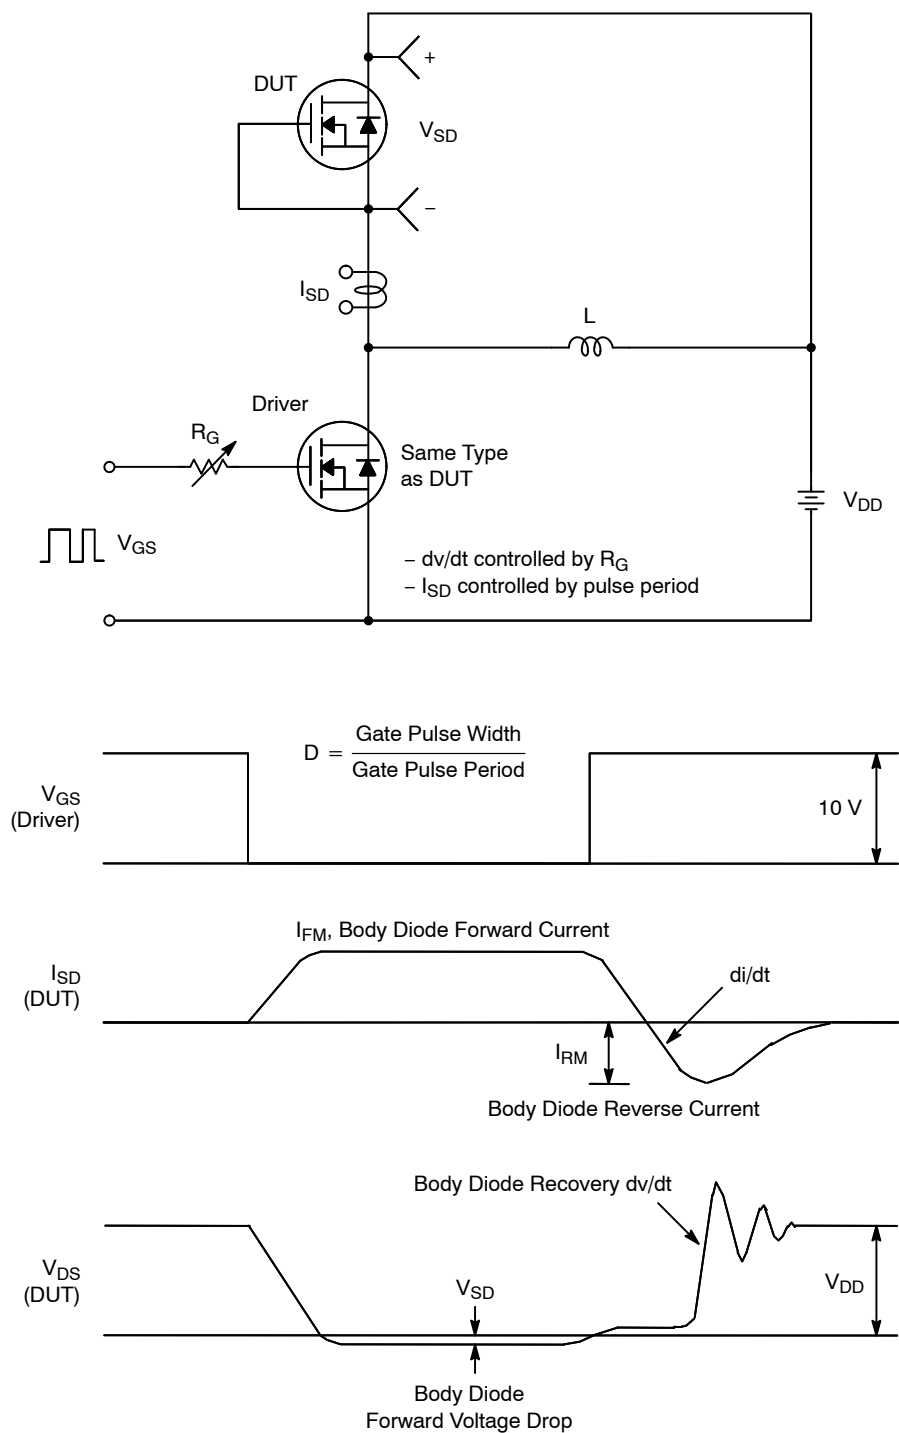 +
DUT
V_SD
−
I_SD
L
Driver
R_G
Same Type
as DUT
V_DD
V_GS
− dv/dt controlled by R_G
− I_SD controlled by pulse period
D = Gate Pulse Width
Gate Pulse Period
V_GS
(Driver)
10 V
I_FM, Body Diode Forward Current
I_SD
(DUT)
di/dt
I_RM
Body Diode Reverse Current
Body Diode Recovery dv/dt
V_DS
(DUT)
V_SD
V_DD
Body Diode
Forward Voltage Drop